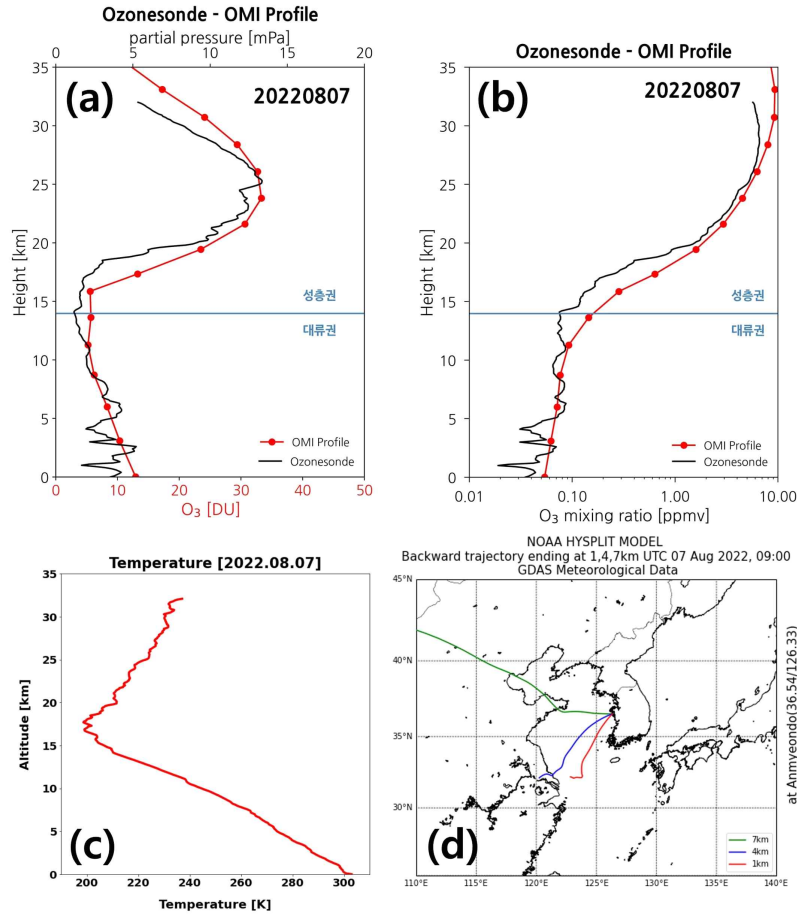 Ozonesonde - OMI Profile
partial pressure [mPa]
0 5 10 15 20
(a)
20220807
35
30
25
20
15
10
5
0
Height [km]
성층권
대류권
OMI Profile
Ozonesonde
0 10 20 30 40 50
O₃ [DU]
Ozonesonde - OMI Profile
(b)
20220807
35
30
25
20
15
10
5
0
Height [km]
성층권
대류권
OMI Profile
Ozonesonde
0.01 0.10 1.00 10.00
O₃ mixing ratio [ppmv]
Temperature [2022.08.07]
35
30
25
20
15
10
5
0
Altitude [km]
(c)
200 220 240 260 280 300
Temperature [K]
NOAA HYSPLIT MODEL
Backward trajectory ending at 1,4,7km UTC 07 Aug 2022, 09:00
GDAS Meteorological Data
45°N
40°N
35°N
30°N
(d)
7km
4km
1km
110°E 115°E 120°E 125°E 130°E 135°E 140°E
at Anmyeondo(36.54/126.33)